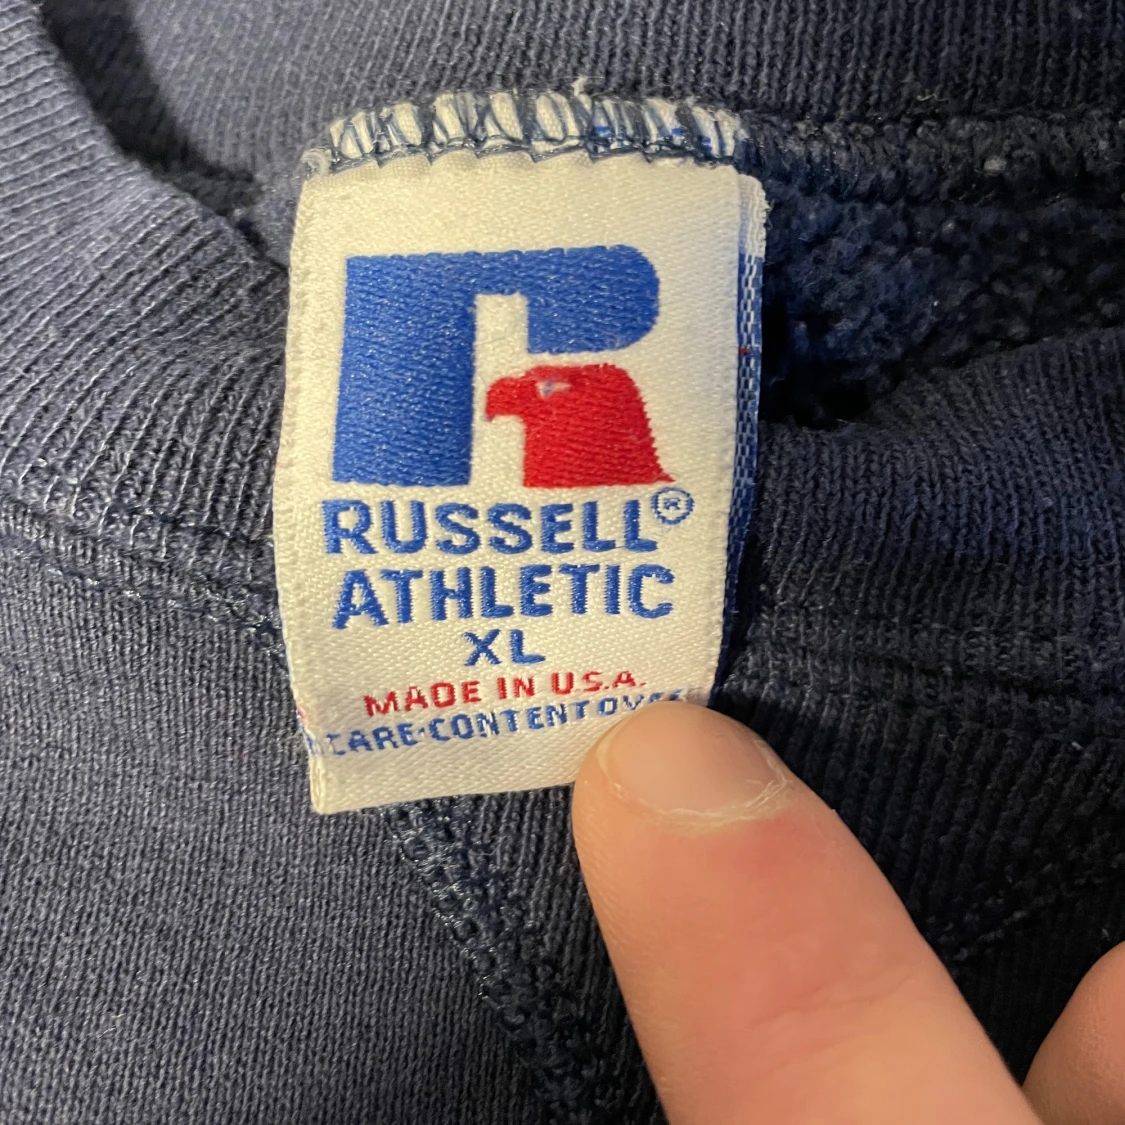 RUSSELL®
ATHLETIC
XL
MADE IN U.S.A.
CARE·CONTENT